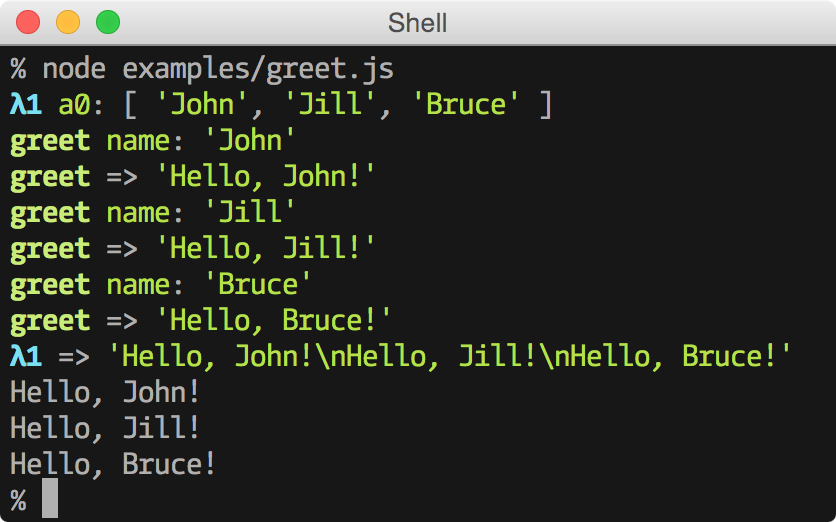 Shell
% node examples/greet.js
λ1 a0: [ 'John', 'Jill', 'Bruce' ]
greet name: 'John'
greet => 'Hello, John!'
greet name: 'Jill'
greet => 'Hello, Jill!'
greet name: 'Bruce'
greet => 'Hello, Bruce!'
λ1 => 'Hello, John!\nHello, Jill!\nHello, Bruce!'
Hello, John!
Hello, Jill!
Hello, Bruce!
%